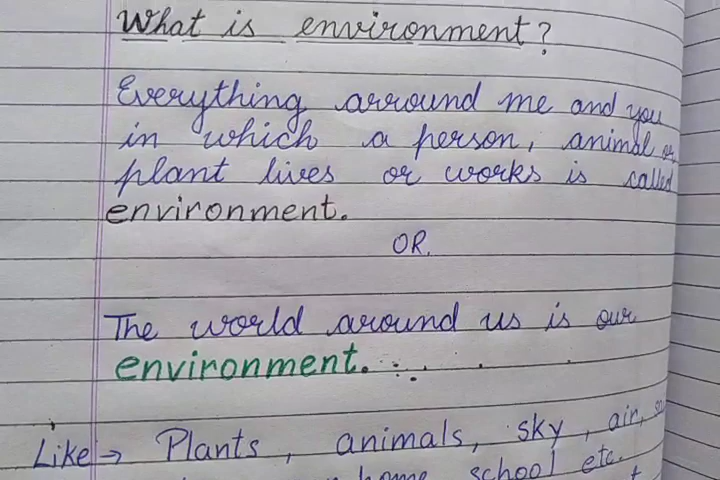 What is environment?
Everything arround me and you
in which a person, animal or
plant lives or works is called
environment.
OR.
The world around us is our
environment.
Like → Plants, animals, sky, air,
home school etc.